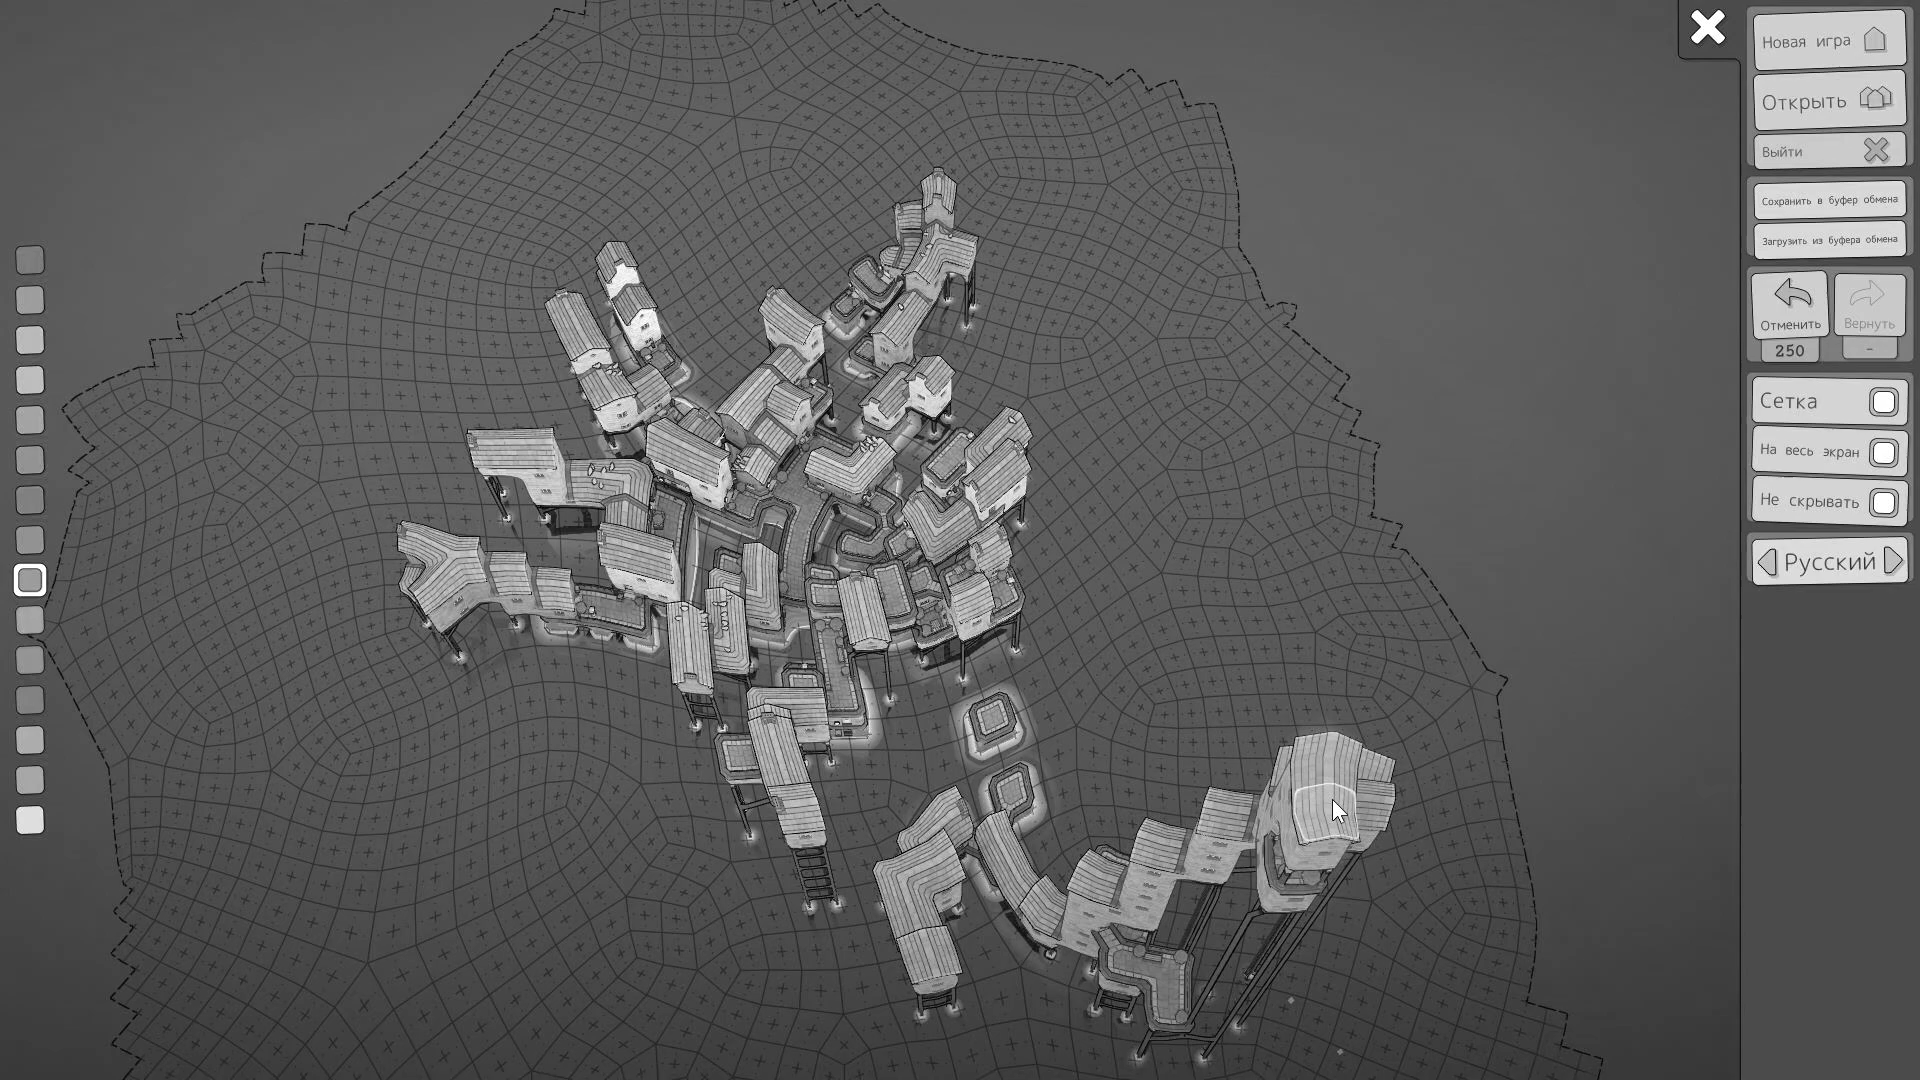 Новая игра
Открыть
Выйти
Сохранить в буфер обмена
Загрузить из буфера обмена
Отменить
Вернуть
250
-
Сетка
На весь экран
Не скрывать
Русский